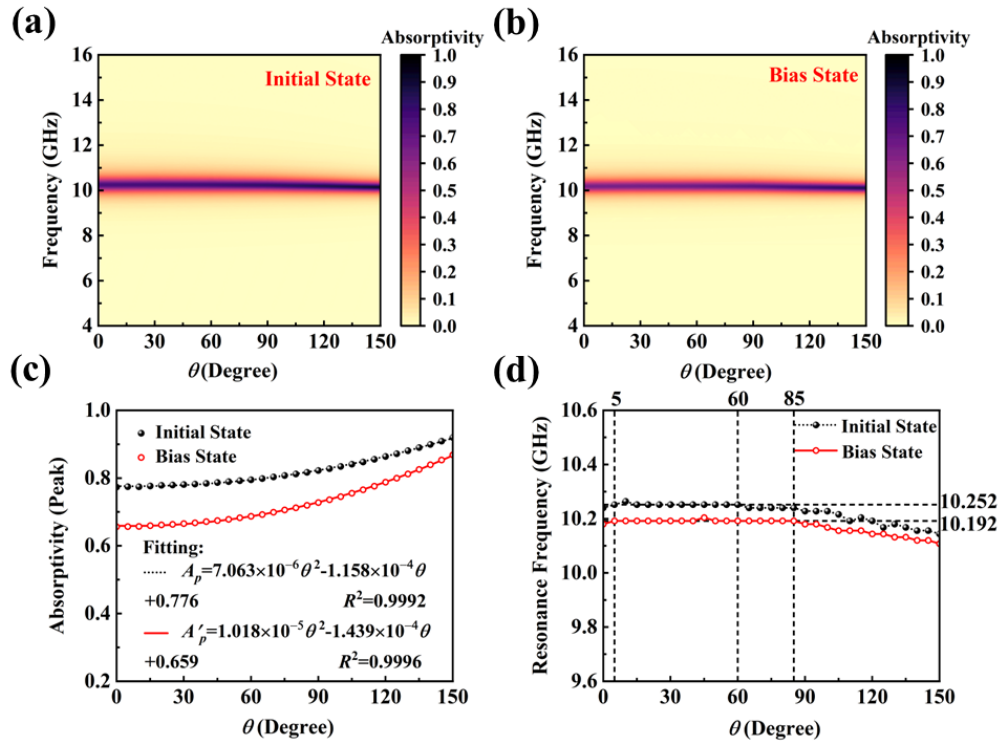 (a)
Absorptivity
Initial State
16
14
12
10
8
6
4
Frequency (GHz)
0 30 60 90 120 150
θ (Degree)
1.0
0.9
0.8
0.7
0.6
0.5
0.4
0.3
0.2
0.1
0.0
(b)
Absorptivity
Bias State
16
14
12
10
8
6
4
Frequency (GHz)
0 30 60 90 120 150
θ (Degree)
1.0
0.9
0.8
0.7
0.6
0.5
0.4
0.3
0.2
0.1
0.0
(c)
1.0
0.8
0.6
0.4
0.2
Absorptivity (Peak)
Initial State
Bias State
Fitting:
A_p=7.063×10⁻⁶θ²-1.158×10⁻⁴θ
+0.776 R²=0.9992
A′_p=1.018×10⁻⁵θ²-1.439×10⁻⁴θ
+0.659 R²=0.9996
0 30 60 90 120 150
θ (Degree)
(d)
5 60 85
10.6
10.4
10.2
10.0
9.8
9.6
Resonance Frequency (GHz)
Initial State
Bias State
10.252
10.192
0 30 60 90 120 150
θ (Degree)